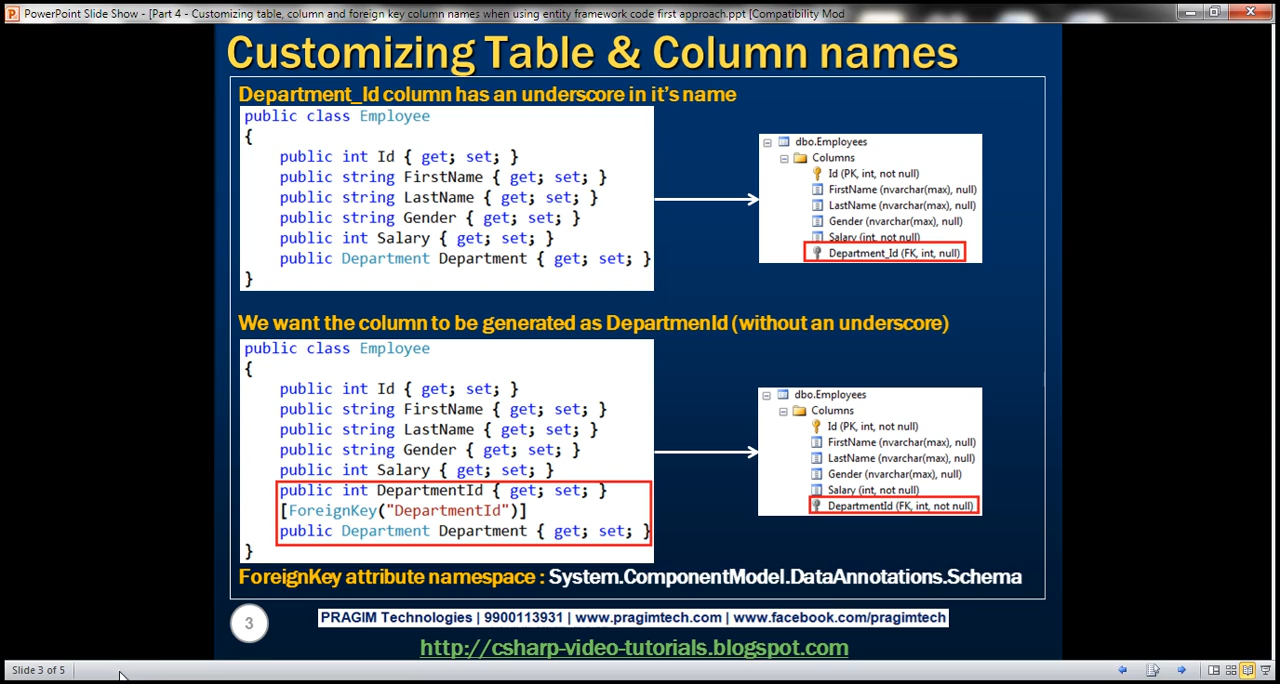 PowerPoint Slide Show - [Part 4 - Customizing table, column and foreign key column names when using entity framework code first approach.ppt [Compatibility Mod
Customizing Table & Column names
Department_Id column has an underscore in it's name
public class Employee
{
public int Id { get; set; }
public string FirstName { get; set; }
public string LastName { get; set; }
public string Gender { get; set; }
public int Salary { get; set; }
public Department Department { get; set; }
}
dbo.Employees
Columns
Id (PK, int, not null)
FirstName (nvarchar(max), null)
LastName (nvarchar(max), null)
Gender (nvarchar(max), null)
Salary (int, not null)
Department_Id (FK, int, null)
We want the column to be generated as DepartmenId (without an underscore)
public class Employee
{
public int Id { get; set; }
public string FirstName { get; set; }
public string LastName { get; set; }
public string Gender { get; set; }
public int Salary { get; set; }
public int DepartmentId { get; set; }
[ForeignKey("DepartmentId")]
public Department Department { get; set; }
}
dbo.Employees
Columns
Id (PK, int, not null)
FirstName (nvarchar(max), null)
LastName (nvarchar(max), null)
Gender (nvarchar(max), null)
Salary (int, not null)
DepartmentId (FK, int, not null)
ForeignKey attribute namespace : System.ComponentModel.DataAnnotations.Schema
3
PRAGIM Technologies | 9900113931 | www.pragimtech.com | www.facebook.com/pragimtech
http://csharp-video-tutorials.blogspot.com
Slide 3 of 5